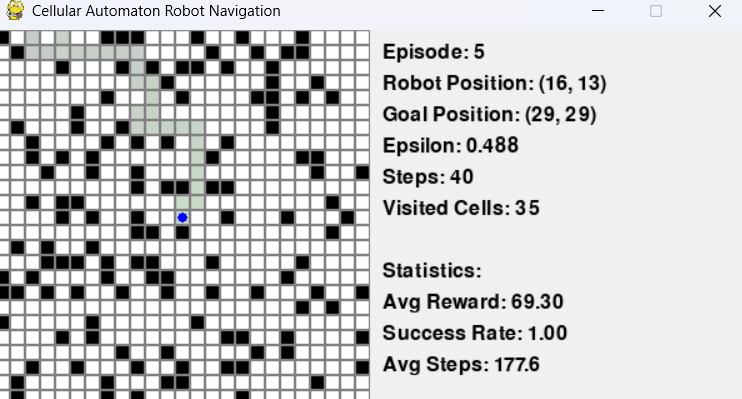 Cellular Automaton Robot Navigation
Episode: 5
Robot Position: (16, 13)
Goal Position: (29, 29)
Epsilon: 0.488
Steps: 40
Visited Cells: 35
Statistics:
Avg Reward: 69.30
Success Rate: 1.00
Avg Steps: 177.6